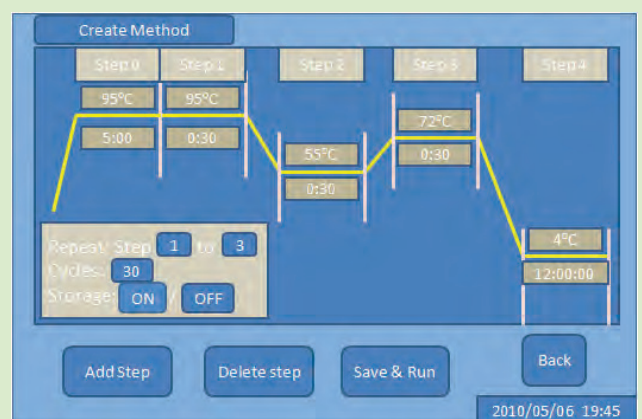 Create Method
Step 0 Step 1 Step 2 Step 3 Step 4
95°C 95°C
72°C
5:00 0:30
55°C 0:30
0:30
Repeat: Step 1 to 3
4°C
Cycles: 30
12:00:00
Storage: ON / OFF
Add Step Delete step Save & Run Back
2010/05/06 19:45